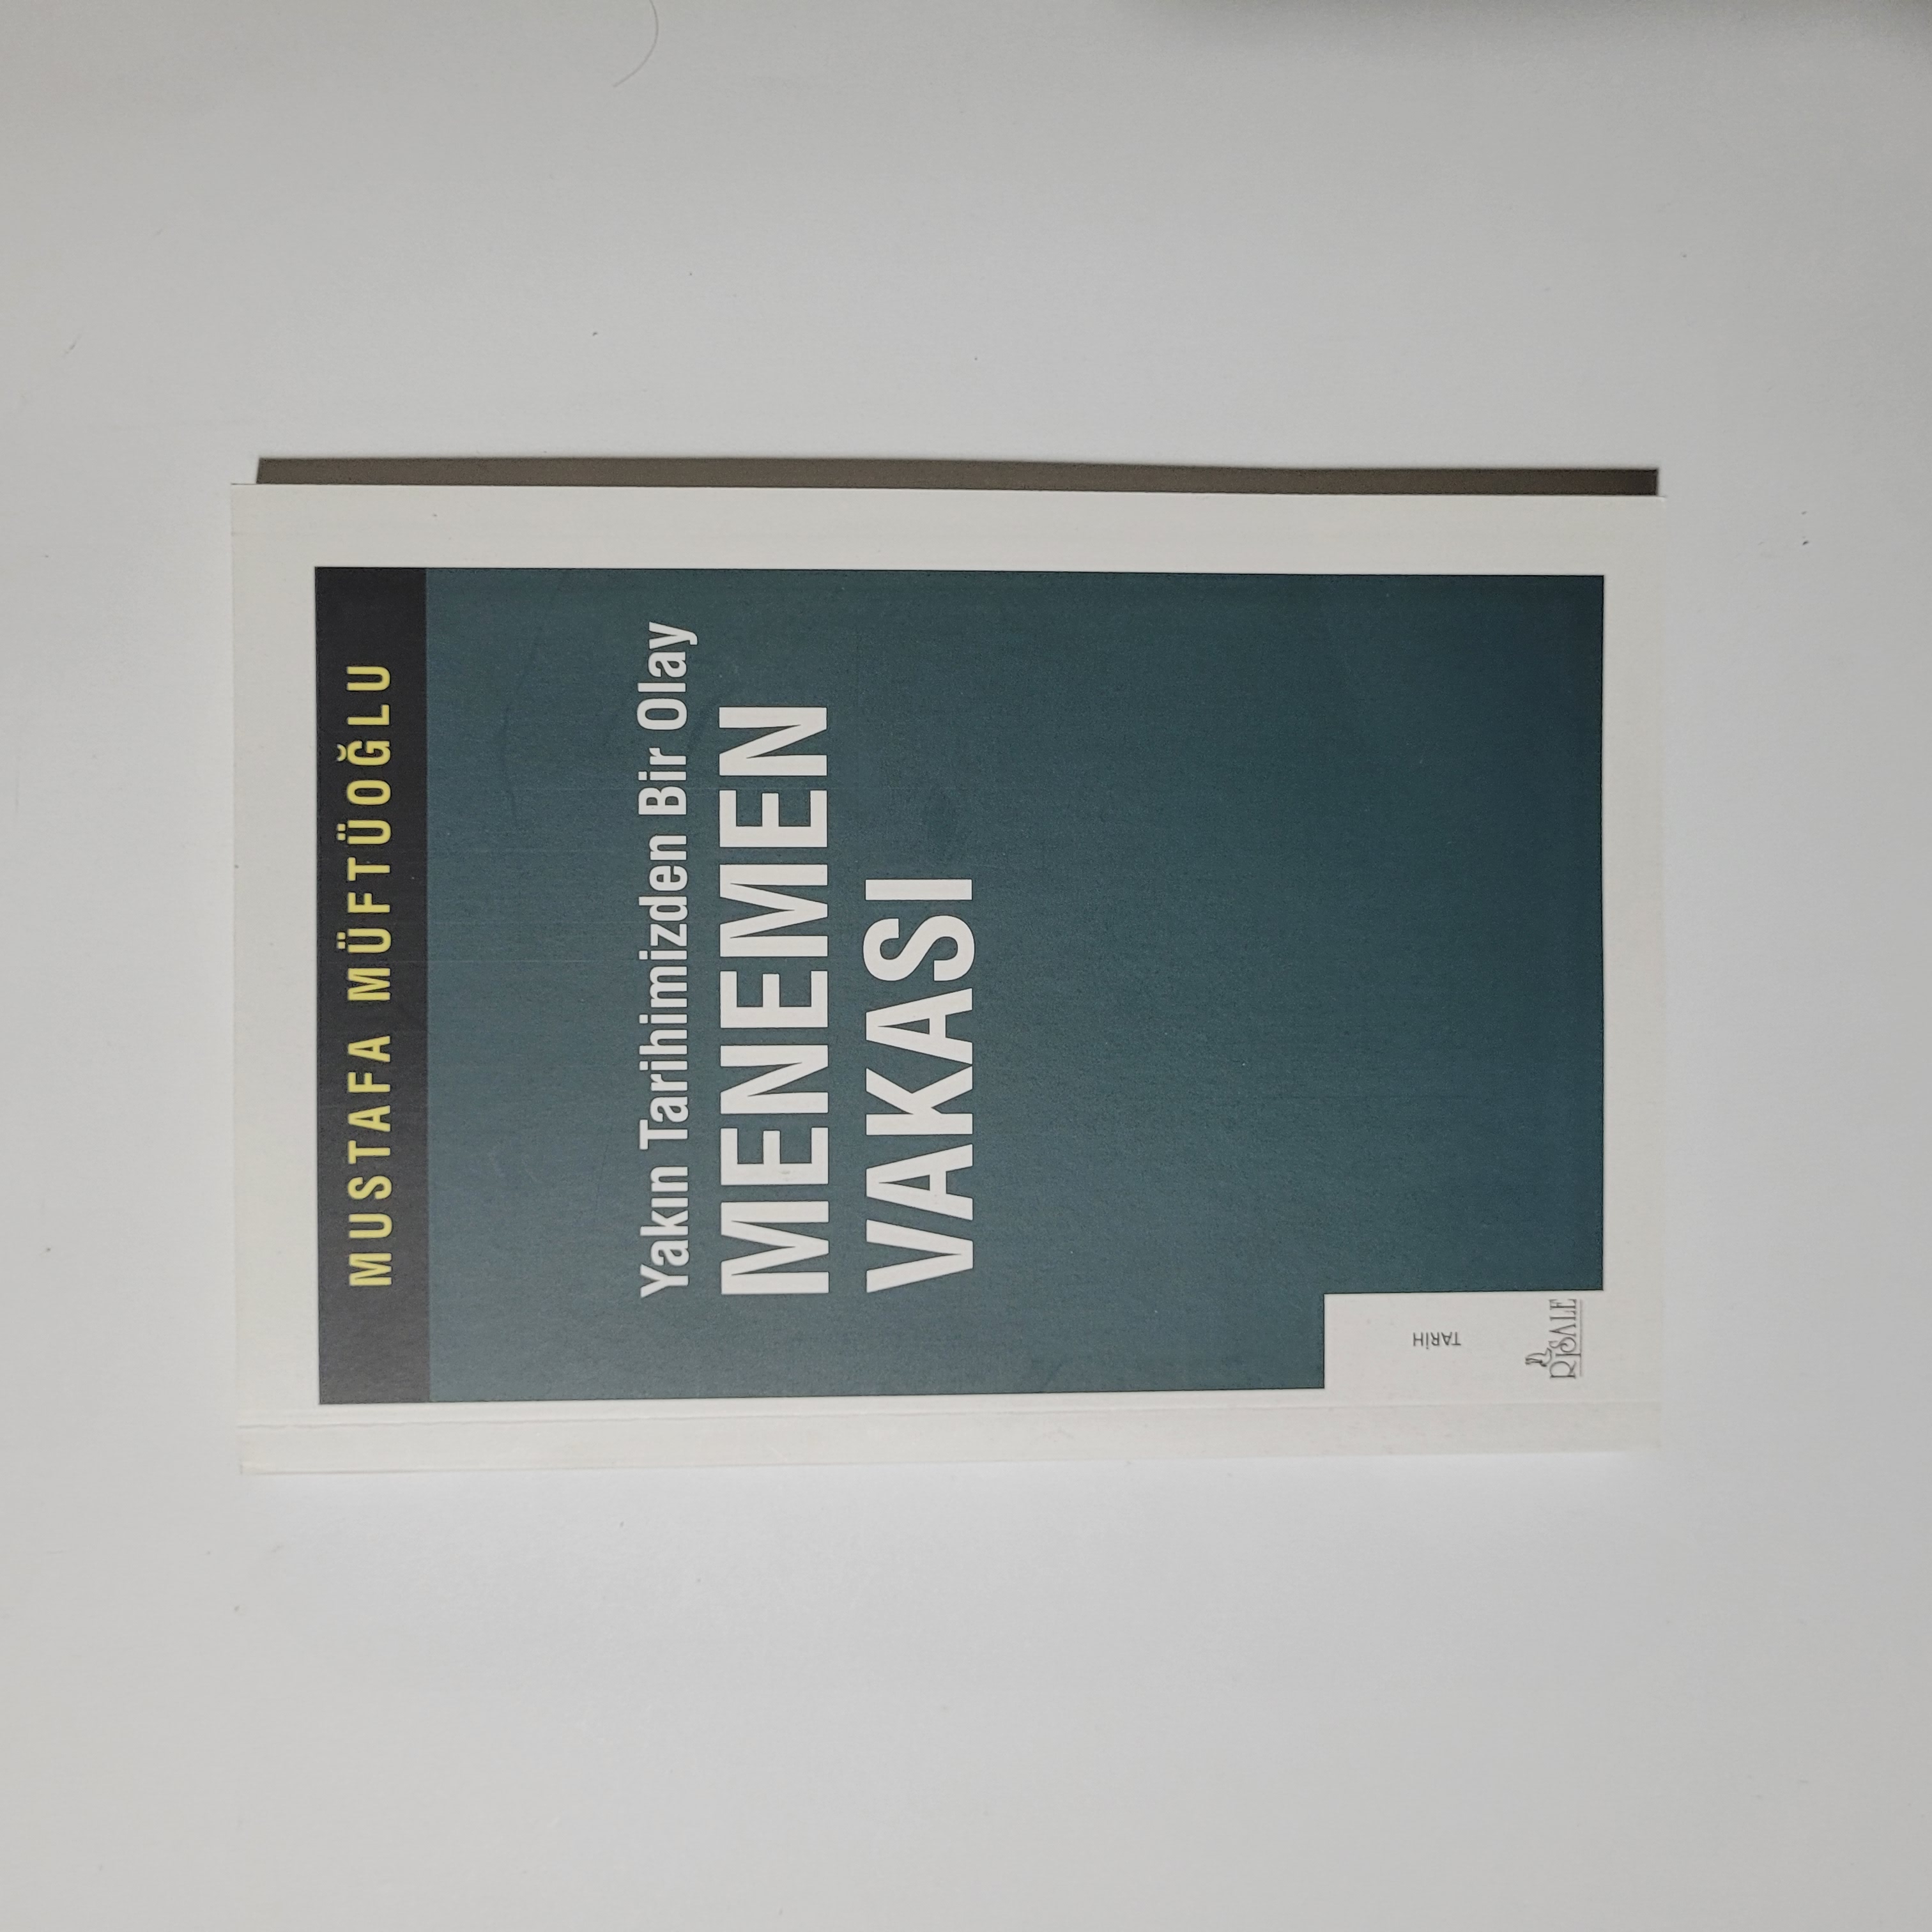 MUSTAFA MÜFTÜOĞLU
Yakın Tarihimizden Bir Olay
MENEMEN
VAKASI
TARİH
RİSALE